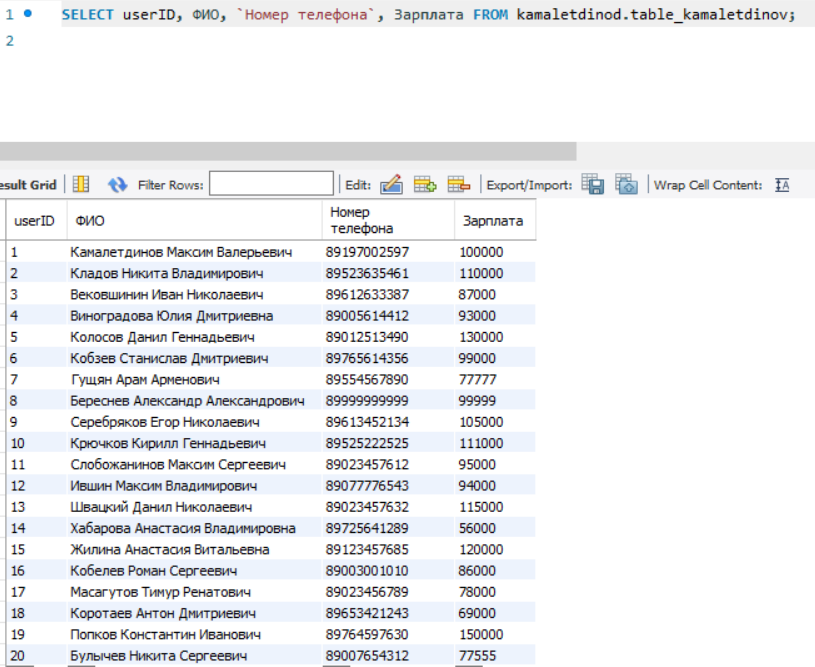 1 SELECT userID, ФИО, `Номер телефона`, Зарплата FROM kamaletdinod.table_kamaletdinov;
2
esult Grid Filter Rows: Edit: Export/Import: Wrap Cell Content: IA
userID ФИО Номер телефона Зарплата
1 Камалетдинов Максим Валерьевич 89197002597 100000
2 Кладов Никита Владимирович 89523635461 110000
3 Вековшинин Иван Николаевич 89612633387 87000
4 Виноградова Юлия Дмитриевна 89005614412 93000
5 Колосов Данил Геннадьевич 89012513490 130000
6 Кобзев Станислав Дмитриевич 89765614356 99000
7 Гущян Арам Арменович 89554567890 77777
8 Береснев Александр Александрович 89999999999 99999
9 Серебряков Егор Николаевич 89613452134 105000
10 Крючков Кирилл Геннадьевич 89525222525 111000
11 Слобожанинов Максим Сергеевич 89023457612 95000
12 Ившин Максим Владимирович 89077776543 94000
13 Швацкий Данил Николаевич 89023457632 115000
14 Хабарова Анастасия Владимировна 89725641289 56000
15 Жилина Анастасия Витальевна 89123457685 120000
16 Кобелев Роман Сергеевич 89003001010 86000
17 Масагутов Тимур Ренатович 89023456789 78000
18 Коротаев Антон Дмитриевич 89653421243 69000
19 Попков Константин Иванович 89764597630 150000
20 Булычев Никита Сергеевич 89007654312 77555